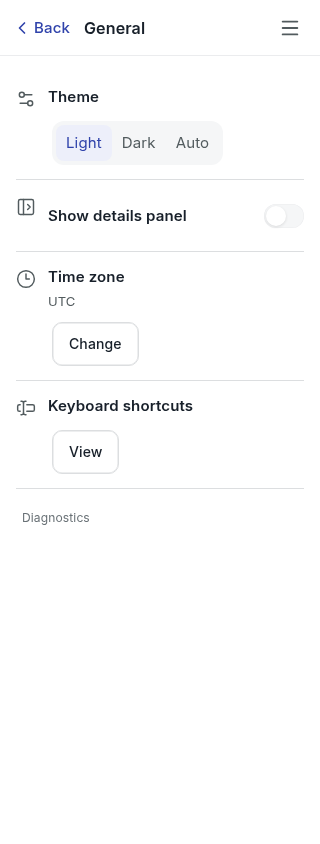 Back General
Theme
Light Dark Auto
Show details panel
Time zone
UTC
Change
Keyboard shortcuts
View
Diagnostics